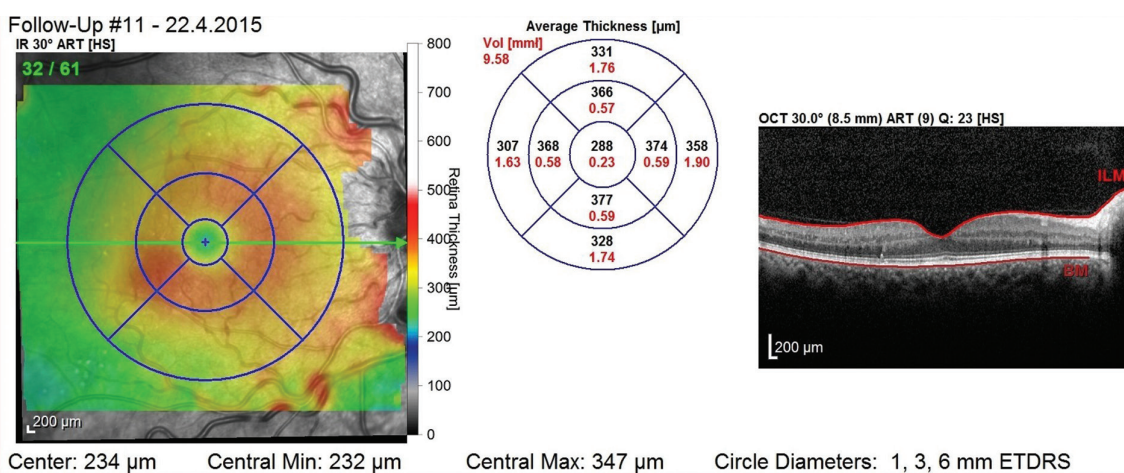 Follow-Up #11 - 22.4.2015
IR 30° ART [HS]
32 / 61
200 µm
800
700
600
500
400
300
200
100
0
Retina Thickness [µm]
Average Thickness [µm]
Vol [mmł]
9.58
331
1.76
366
0.57
307 368 288 374 358
1.63 0.58 0.23 0.59 1.90
377
0.59
328
1.74
OCT 30.0° (8.5 mm) ART (9) Q: 23 [HS]
ILM
BM
200 µm
Center: 234 µm Central Min: 232 µm Central Max: 347 µm Circle Diameters: 1, 3, 6 mm ETDRS